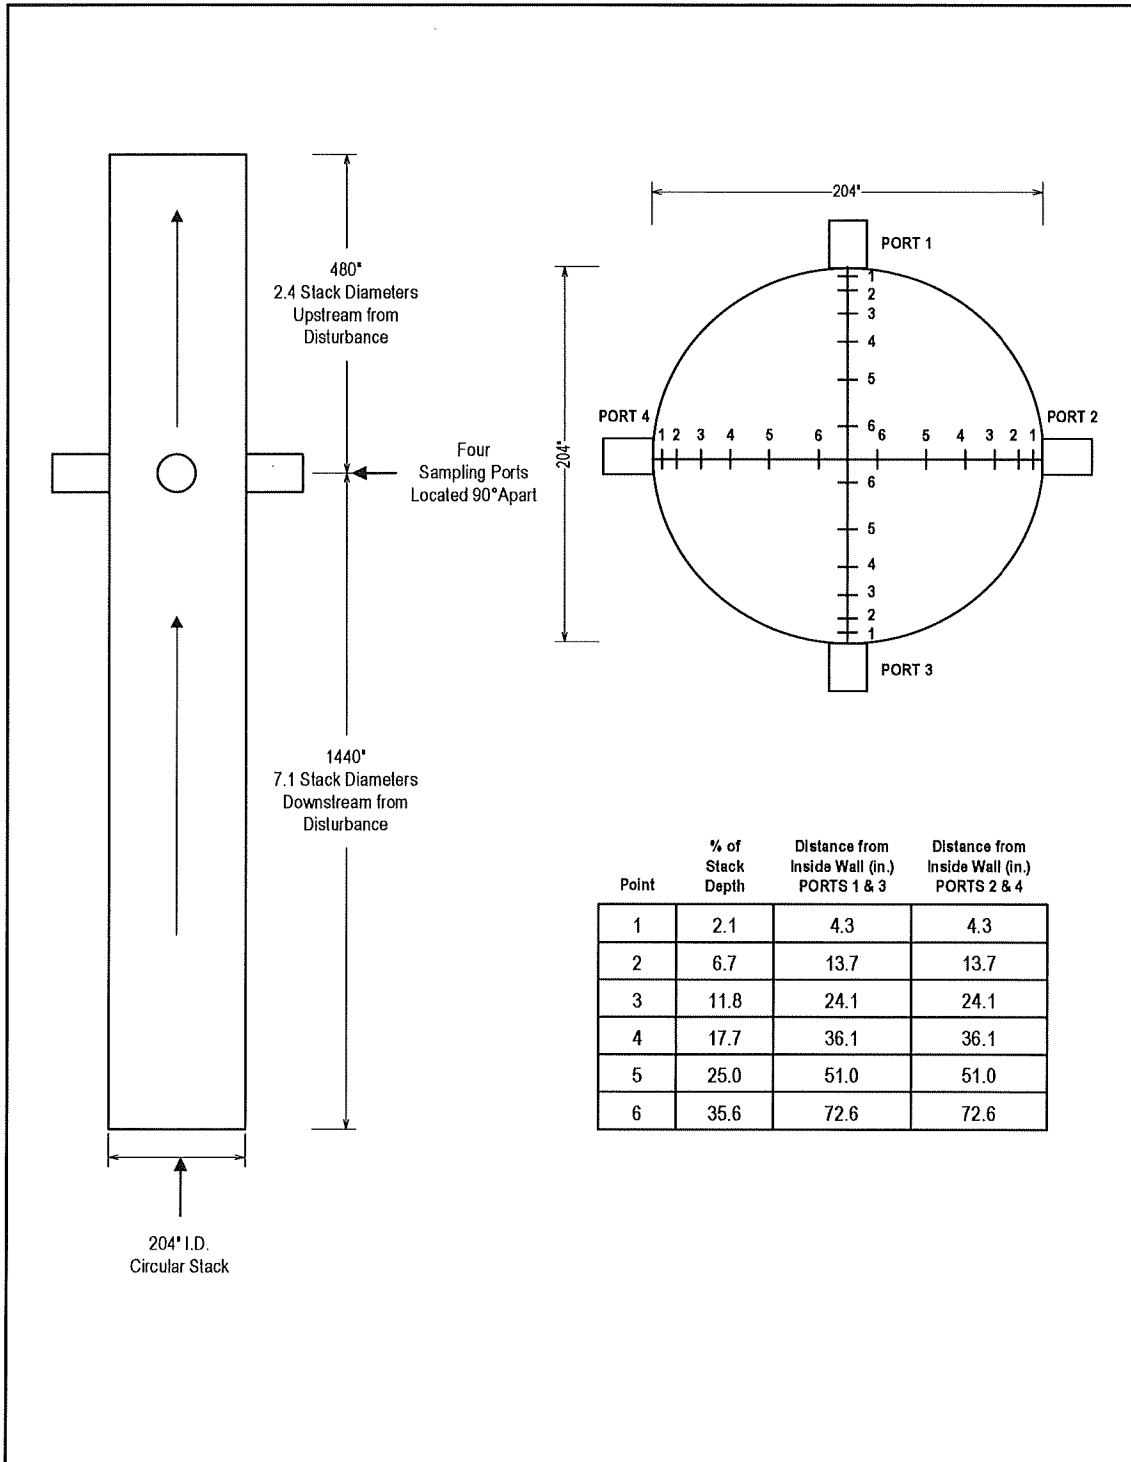 480"
2.4 Stack Diameters
Upstream from
Disturbance
Four
Sampling Ports
Located 90°Apart
1440"
7.1 Stack Diameters
Downstream from
Disturbance
204" I.D.
Circular Stack
204"
PORT 1
1
2
3
4
5
6
204"
PORT 4
1 2 3 4 5 6 6 5 4 3 2 1
PORT 2
6
5
4
3
2
1
PORT 3
Point
% of
Stack
Depth
Distance from
Inside Wall (in.)
PORTS 1 & 3
Distance from
Inside Wall (in.)
PORTS 2 & 4
1 2.1 4.3 4.3
2 6.7 13.7 13.7
3 11.8 24.1 24.1
4 17.7 36.1 36.1
5 25.0 51.0 51.0
6 35.6 72.6 72.6